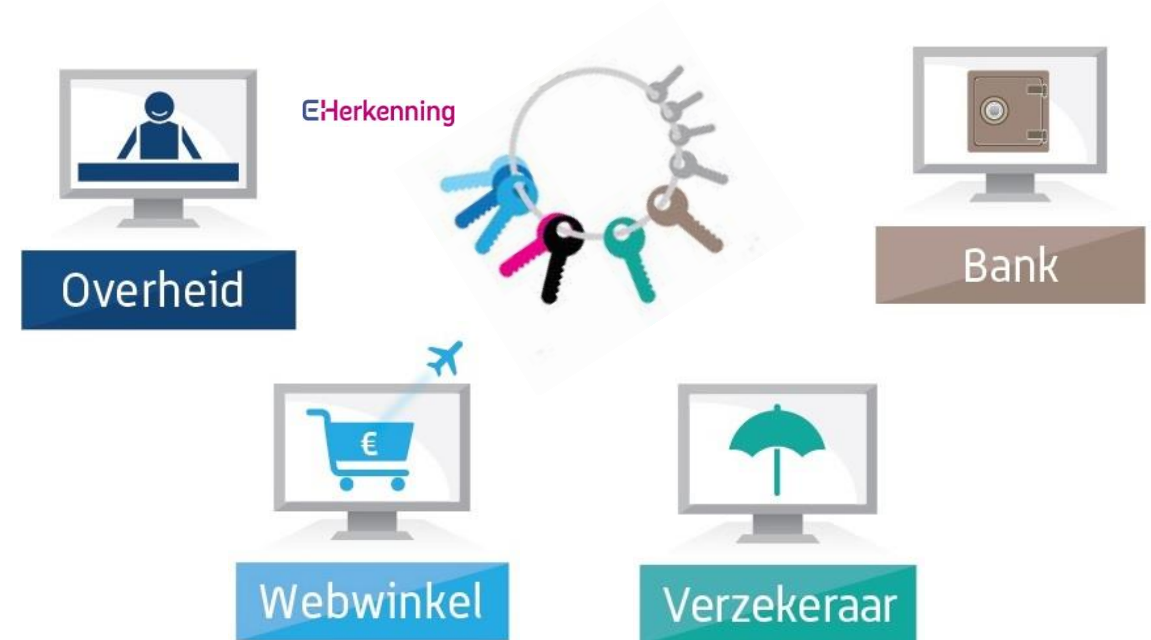 eHerkenning
Overheid
Bank
€
Webwinkel
Verzekeraar